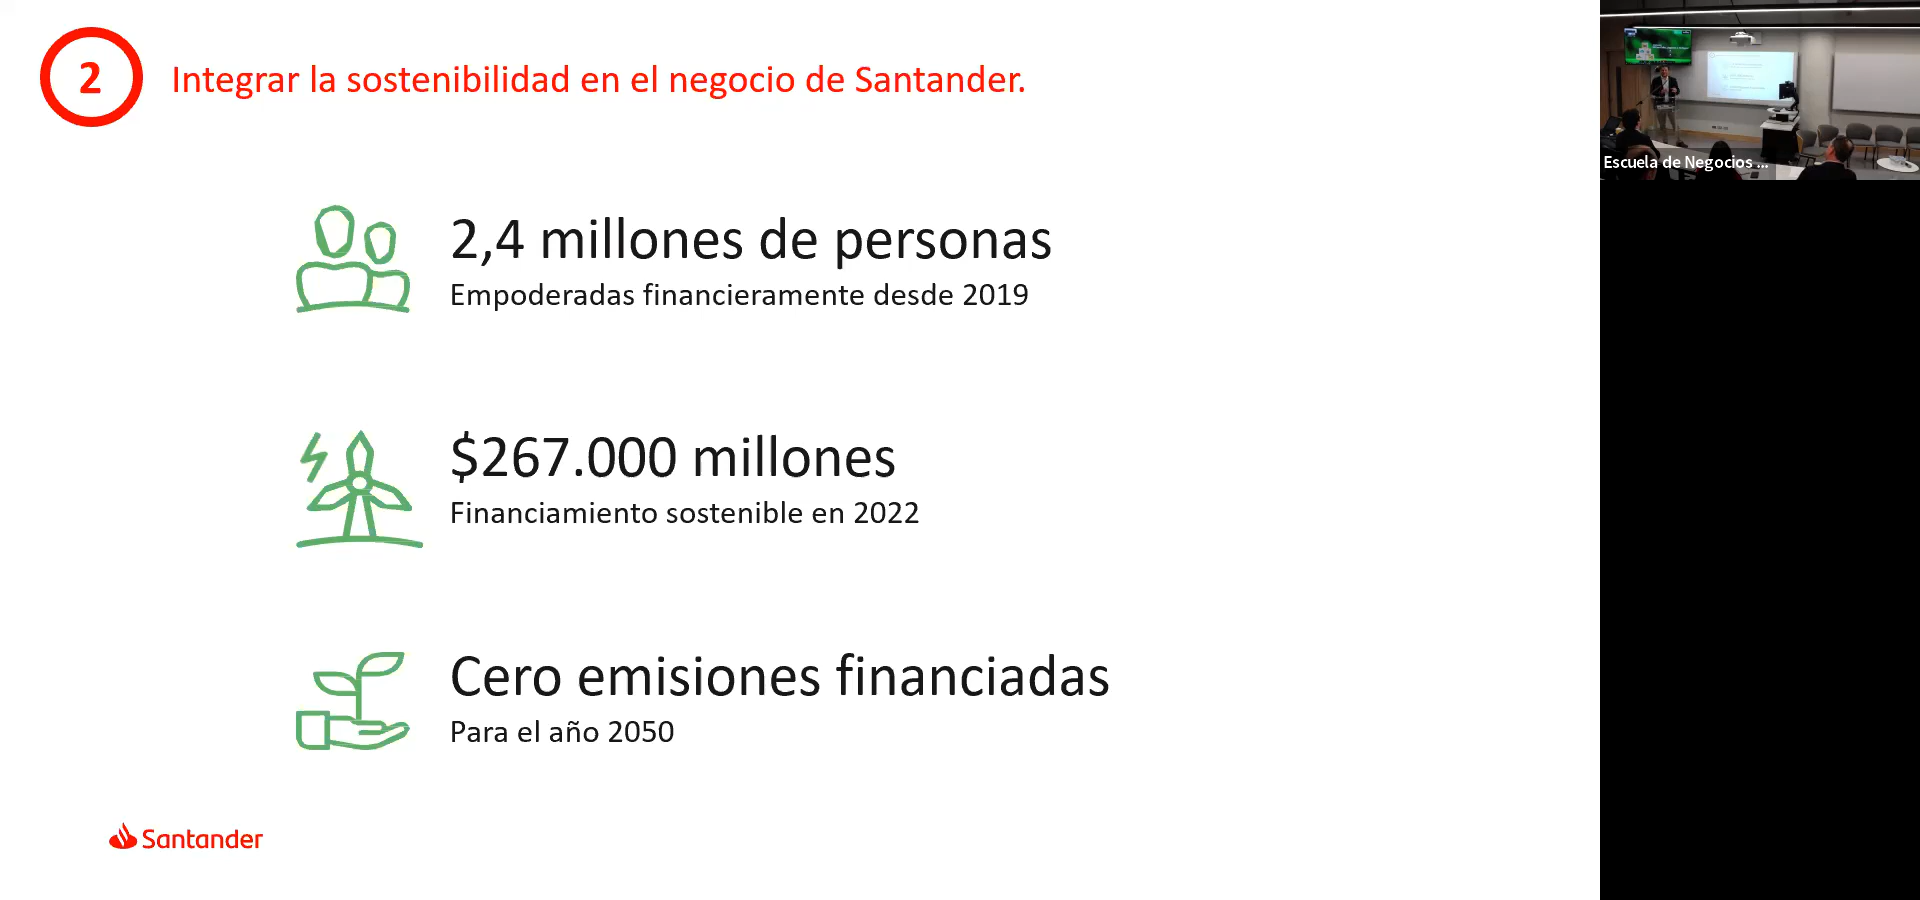 2
Integrar la sostenibilidad en el negocio de Santander.
2,4 millones de personas
Empoderadas financieramente desde 2019
$267.000 millones
Financiamiento sostenible en 2022
Cero emisiones financiadas
Para el año 2050
Santander
Escuela de Negocios ...